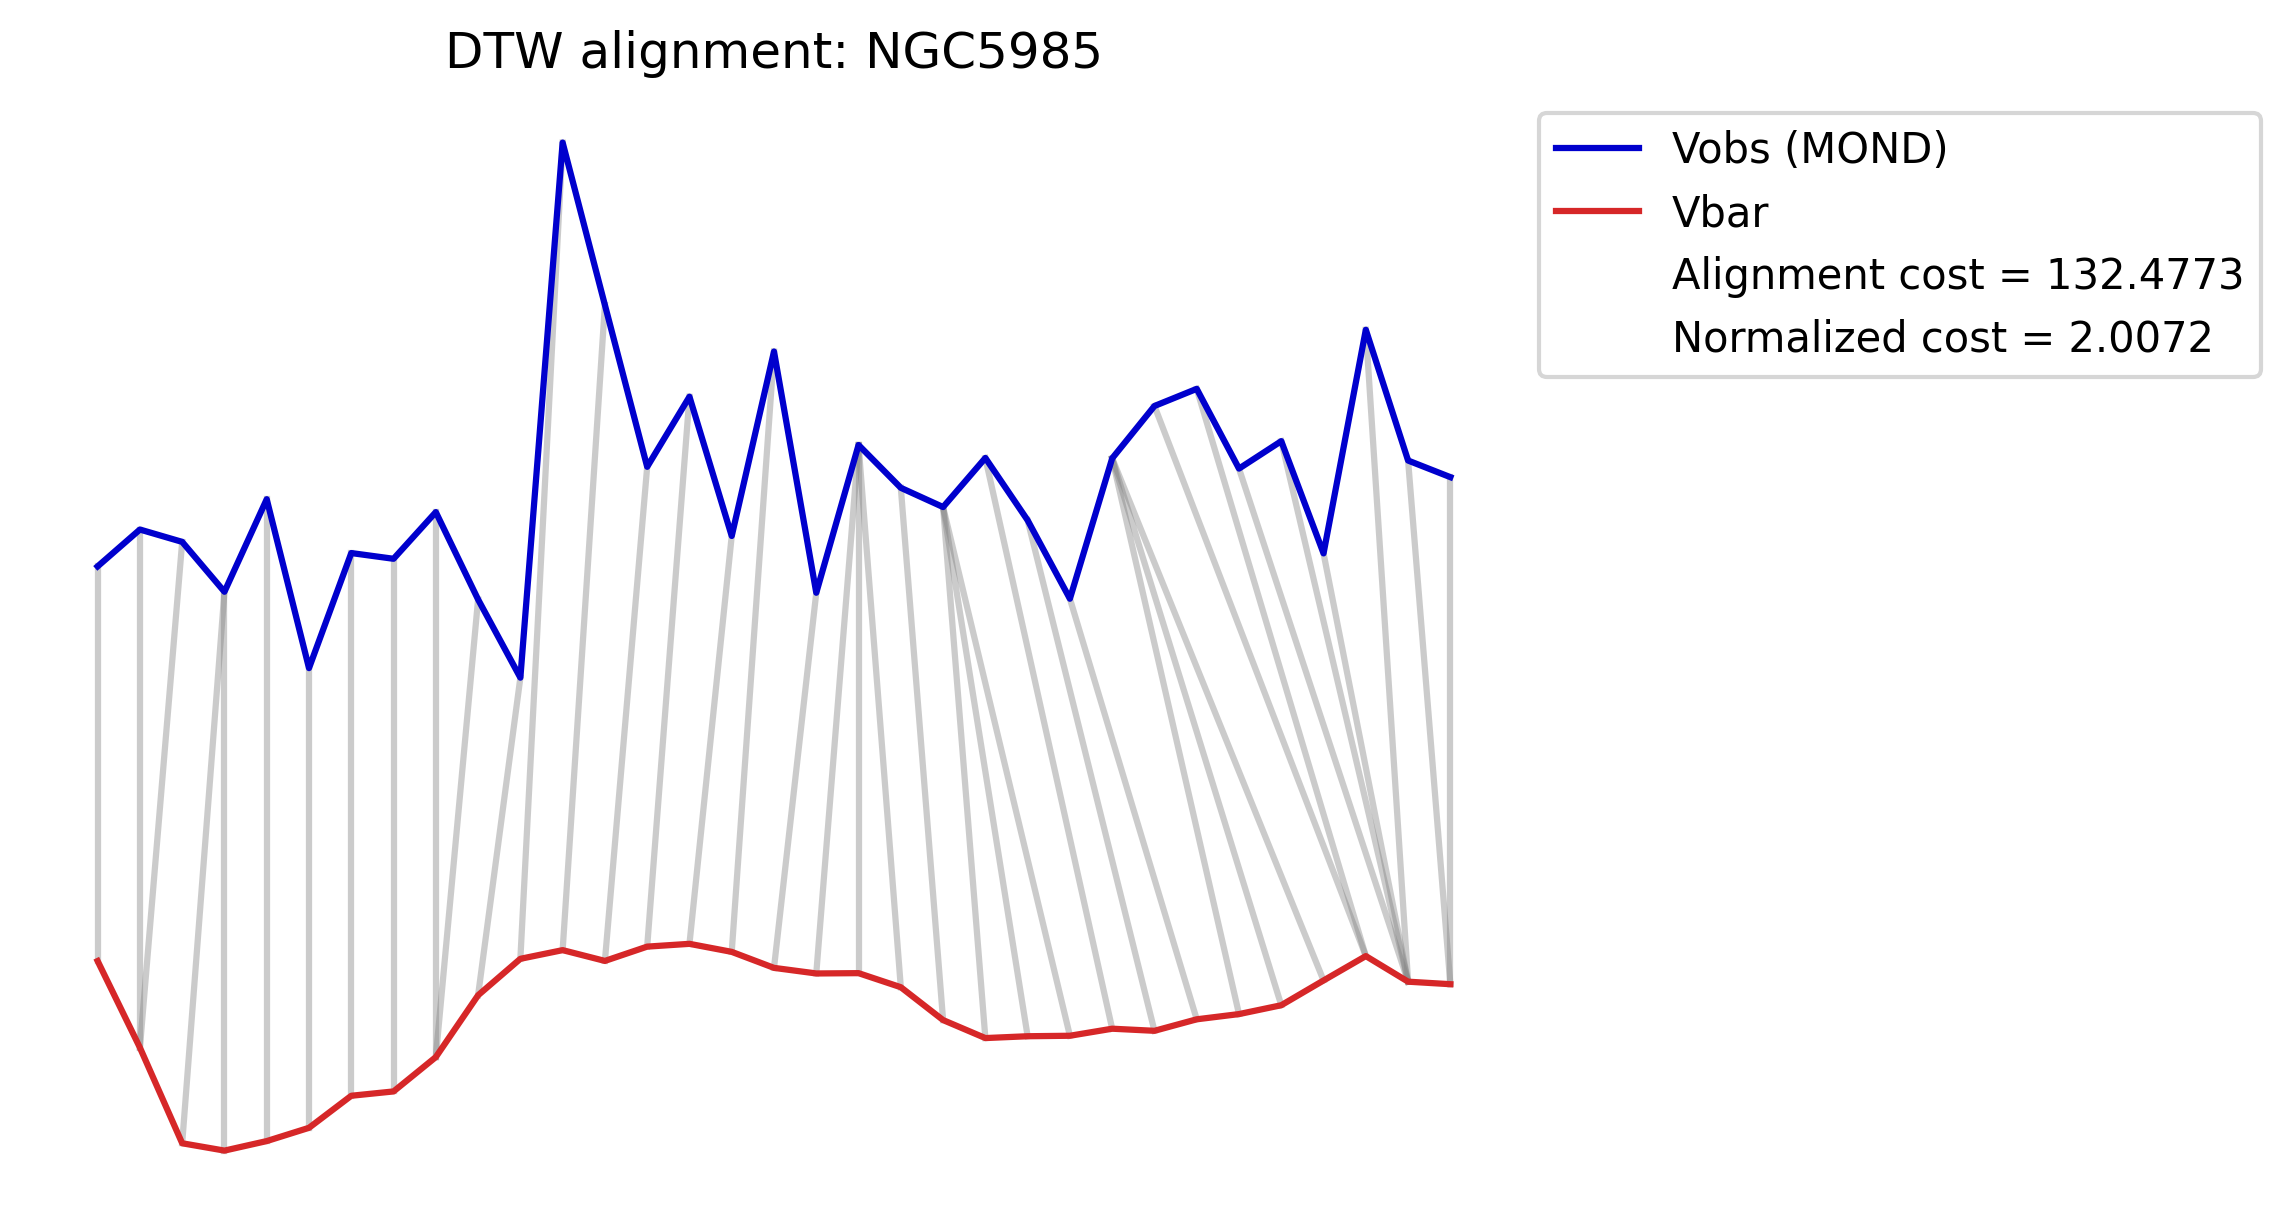 DTW alignment: NGC5985
Vobs (MOND)
Vbar
Alignment cost = 132.4773
Normalized cost = 2.0072